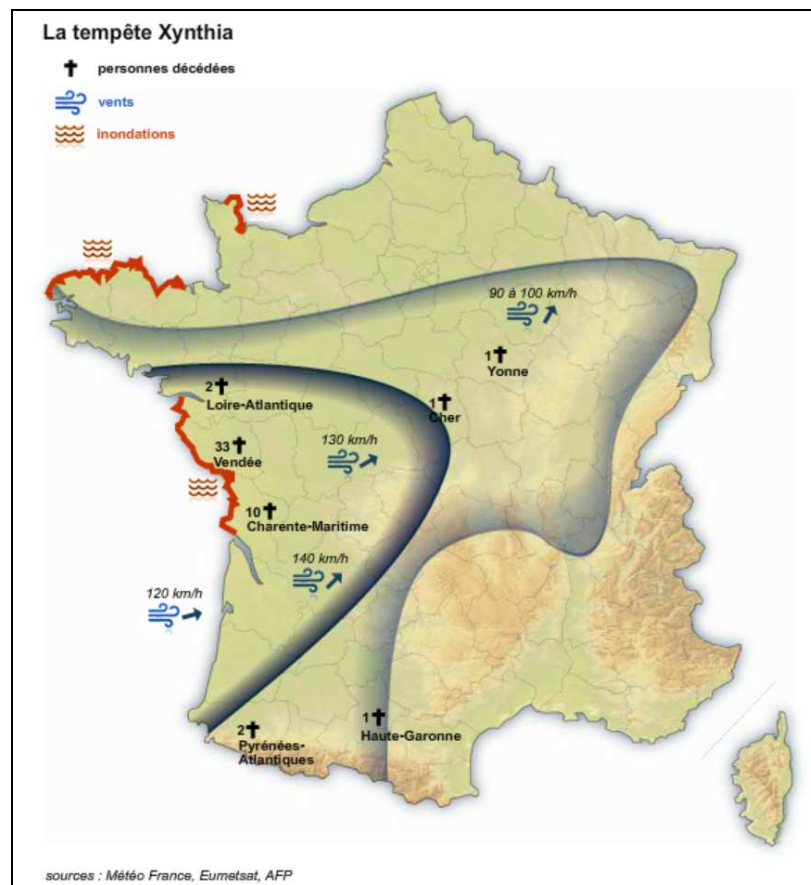 La tempête Xynthia
personnes décédées
vents
inondations
90 à 100 km/h
1
Yonne
2
Loire-Atlantique
1
Cher
130 km/h
33
Vendée
10
Charente-Maritime
140 km/h
120 km/h
1
Haute-Garonne
2
Pyrénées-
Atlantiques
sources : Météo France, Eumetsat, AFP